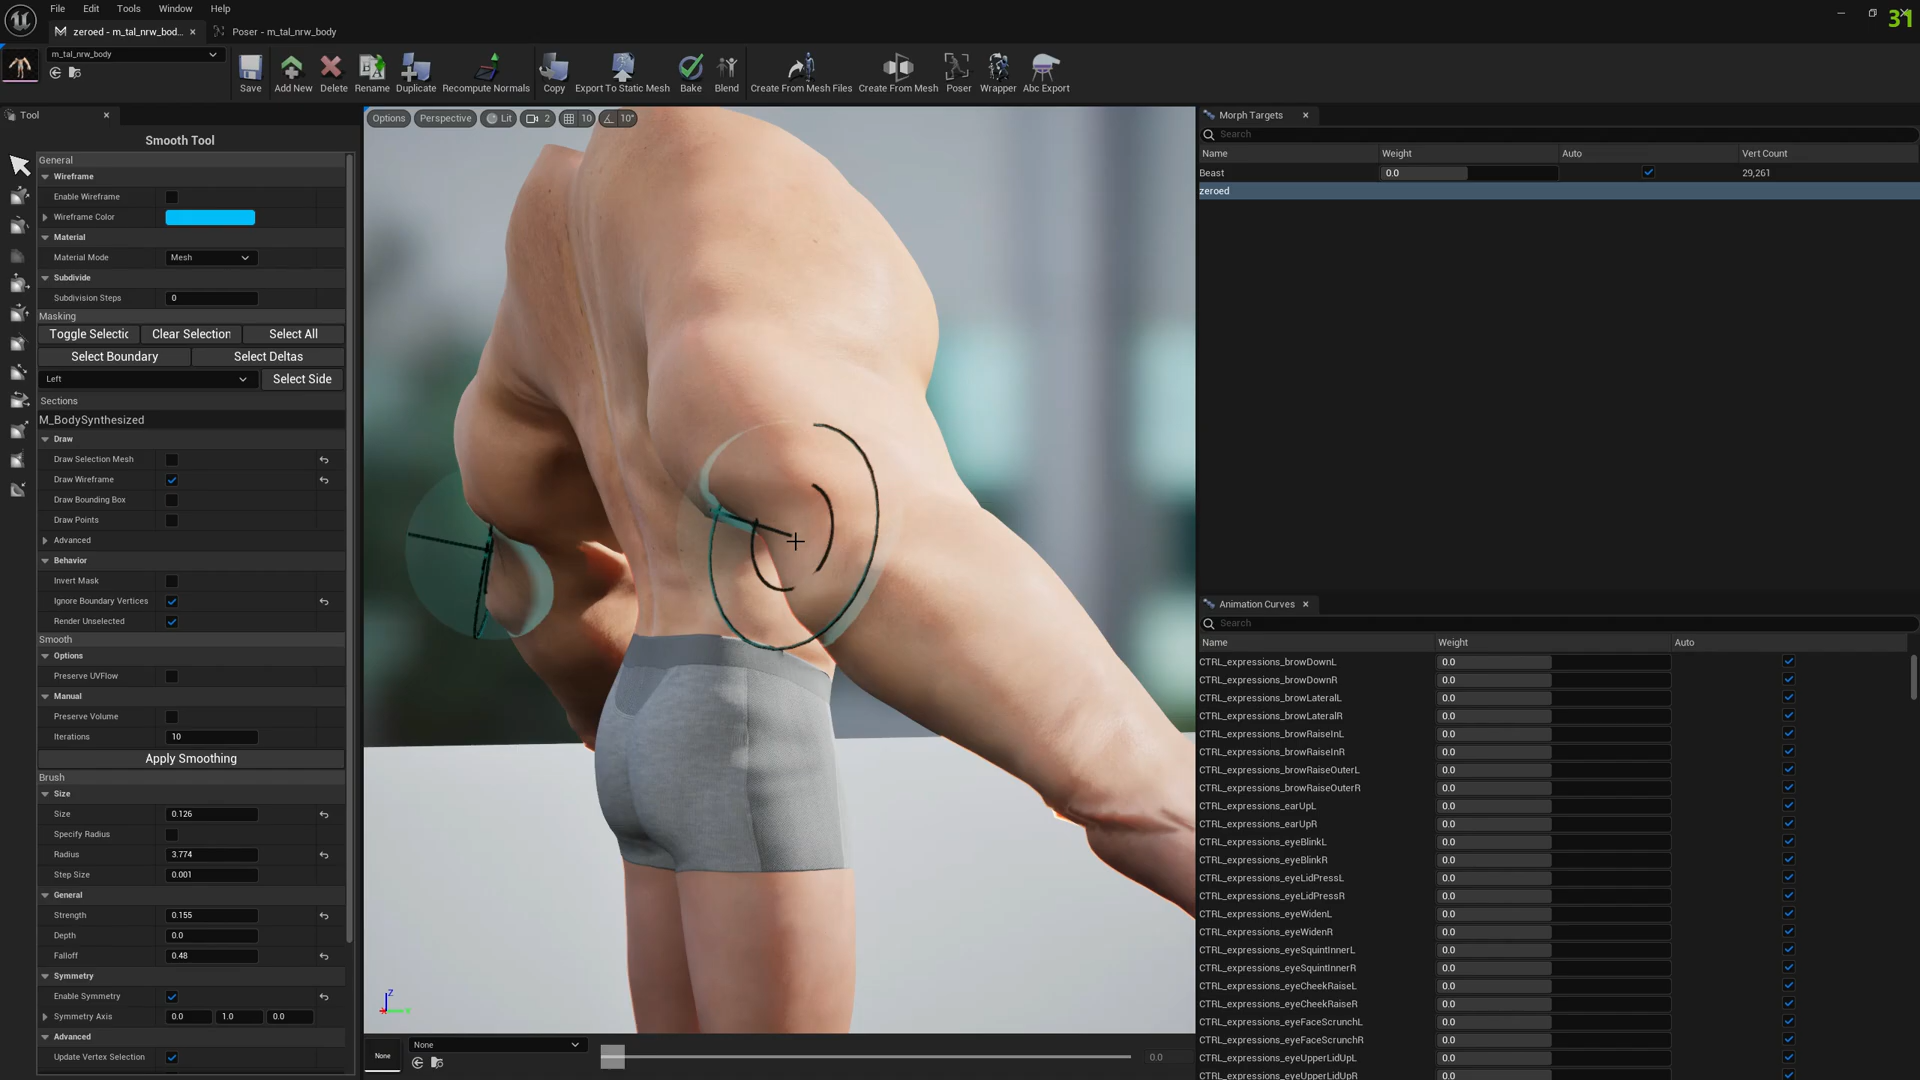 File Edit Tools Window Help
zeroed - m_tal_nrw_bod... Poser - m_tal_nrw_body
31
m_tal_nrw_body
Save Add New Delete Rename Duplicate Recompute Normals Copy Export To Static Mesh Bake Blend Create From Mesh Files Create From Mesh Poser Wrapper Abc Export
Tool
Smooth Tool
General
Wireframe
Enable Wireframe
Wireframe Color
Material
Material Mode Mesh
Subdivide
Subdivision Steps 0
Masking
Toggle Selectic Clear Selection Select All
Select Boundary Select Deltas
Left Select Side
Sections
M_BodySynthesized
Draw
Draw Selection Mesh
Draw Wireframe
Draw Bounding Box
Draw Points
Advanced
Behavior
Invert Mask
Ignore Boundary Vertices
Render Unselected
Smooth
Options
Preserve UVFlow
Manual
Preserve Volume
Iterations 10
Apply Smoothing
Brush
Size
Size 0.126
Specify Radius
Radius 3.774
Step Size 0.001
General
Strength 0.155
Depth 0.0
Falloff 0.48
Symmetry
Enable Symmetry
Symmetry Axis 0.0 1.0 0.0
Advanced
Update Vertex Selection
Options Perspective Lit 2 10 10°
Z
None None 0.0
Morph Targets
Search
Name Weight Auto Vert Count
Beast 0.0 29,261
zeroed
Animation Curves
Search
Name Weight Auto
CTRL_expressions_browDownL 0.0
CTRL_expressions_browDownR 0.0
CTRL_expressions_browLateralL 0.0
CTRL_expressions_browLateralR 0.0
CTRL_expressions_browRaiseInL 0.0
CTRL_expressions_browRaiseInR 0.0
CTRL_expressions_browRaiseOuterL 0.0
CTRL_expressions_browRaiseOuterR 0.0
CTRL_expressions_earUpL 0.0
CTRL_expressions_earUpR 0.0
CTRL_expressions_eyeBlinkL 0.0
CTRL_expressions_eyeBlinkR 0.0
CTRL_expressions_eyeLidPressL 0.0
CTRL_expressions_eyeLidPressR 0.0
CTRL_expressions_eyeWidenL 0.0
CTRL_expressions_eyeWidenR 0.0
CTRL_expressions_eyeSquintInnerL 0.0
CTRL_expressions_eyeSquintInnerR 0.0
CTRL_expressions_eyeCheekRaiseL 0.0
CTRL_expressions_eyeCheekRaiseR 0.0
CTRL_expressions_eyeFaceScrunchL 0.0
CTRL_expressions_eyeFaceScrunchR 0.0
CTRL_expressions_eyeUpperLidUpL 0.0
CTRL_expressions_eyeUpperLidUpR 0.0